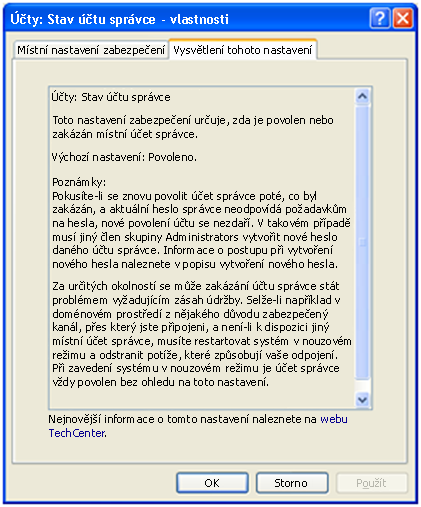 Účty: Stav účtu správce - vlastnosti
Místní nastavení zabezpečení
Vysvětlení tohoto nastavení
Účty: Stav účtu správce
Toto nastavení zabezpečení určuje, zda je povolen nebo
zakázán místní účet správce.
Výchozí nastavení: Povoleno.
Poznámky:
Pokusíte-li se znovu povolit účet správce poté, co byl
zakázán, a aktuální heslo správce neodpovídá požadavkům
na hesla, nové povolení účtu se nezdaří. V takovém případě
musí jiný člen skupiny Administrators vytvořit nové heslo
daného účtu správce. Informace o postupu při vytvoření
nového hesla naleznete v popisu vytvoření nového hesla.
Za určitých okolností se může zakázání účtu správce stát
problémem vyžadujícím zásah údržby. Selže-li například v
doménovém prostředí z nějakého důvodu zabezpečený
kanál, přes který jste připojeni, a není-li k dispozici jiný
místní účet správce, musíte restartovat systém v nouzovém
režimu a odstranit potíže, které způsobují vaše odpojení.
Při zavedení systému v nouzovém režimu je účet správce
vždy povolen bez ohledu na toto nastavení.
Nejnovější informace o tomto nastavení naleznete na webu
TechCenter.
OK
Storno
Použít